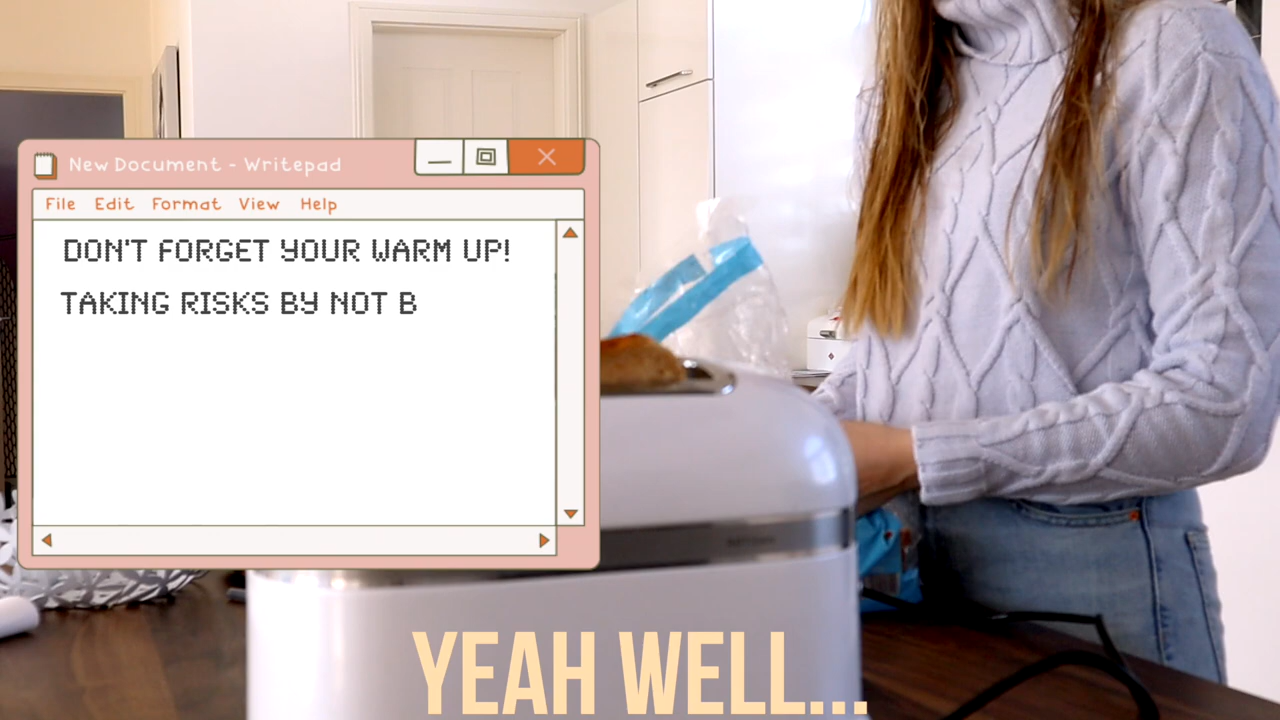 New Document - Writepad
File Edit Format View Help
DON'T FORGET YOUR WARM UP!
TAKING RISKS BY NOT B
YEAH WELL...